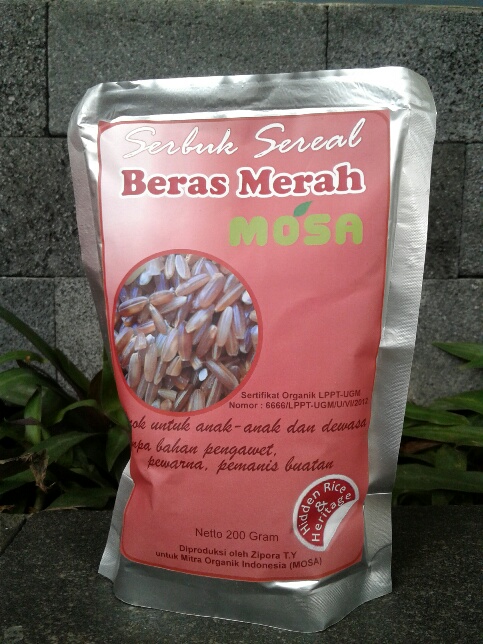 Serbuk Sereal
Beras Merah
MOSA
Sertifikat Organik LPPT-UGM
Nomor : 6666/LPPT-UGM/U/VI/2012
untuk anak-anak dan dewasa
bahan pengawet,
pewarna, pemanis buatan
Hidden Rice
&
Heritage
Netto 200 Gram
Diproduksi oleh Zipora T.Y
untuk Mitra Organik Indonesia (MOSA)